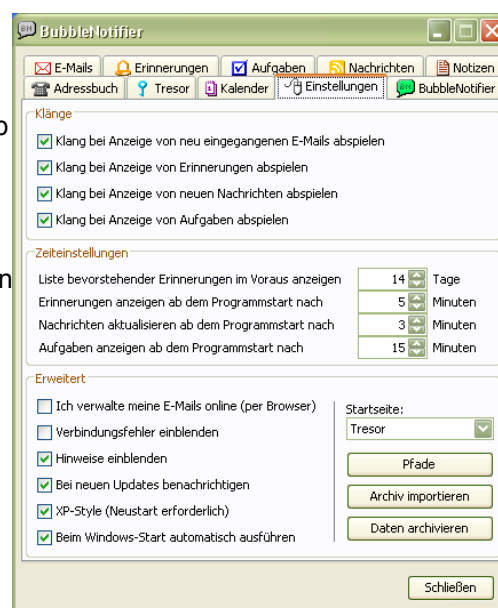 BubbleNotifier
E-Mails Erinnerungen Aufgaben Nachrichten Notizen
Adressbuch Tresor Kalender Einstellungen BubbleNotifier
Klänge
Klang bei Anzeige von neu eingegangenen E-Mails abspielen
Klang bei Anzeige von Erinnerungen abspielen
Klang bei Anzeige von neuen Nachrichten abspielen
Klang bei Anzeige von Aufgaben abspielen
Zeiteinstellungen
n
Liste bevorstehender Erinnerungen im Voraus anzeigen 14 Tage
Erinnerungen anzeigen ab dem Programmstart nach 5 Minuten
Nachrichten aktualisieren ab dem Programmstart nach 3 Minuten
Aufgaben anzeigen ab dem Programmstart nach 15 Minuten
Erweitert
Ich verwalte meine E-Mails online (per Browser)
Verbindungsfehler einblenden
Hinweise einblenden
Bei neuen Updates benachrichtigen
XP-Style (Neustart erforderlich)
Beim Windows-Start automatisch ausführen
Startseite:
Tresor
Pfade
Archiv importieren
Daten archivieren
Schließen